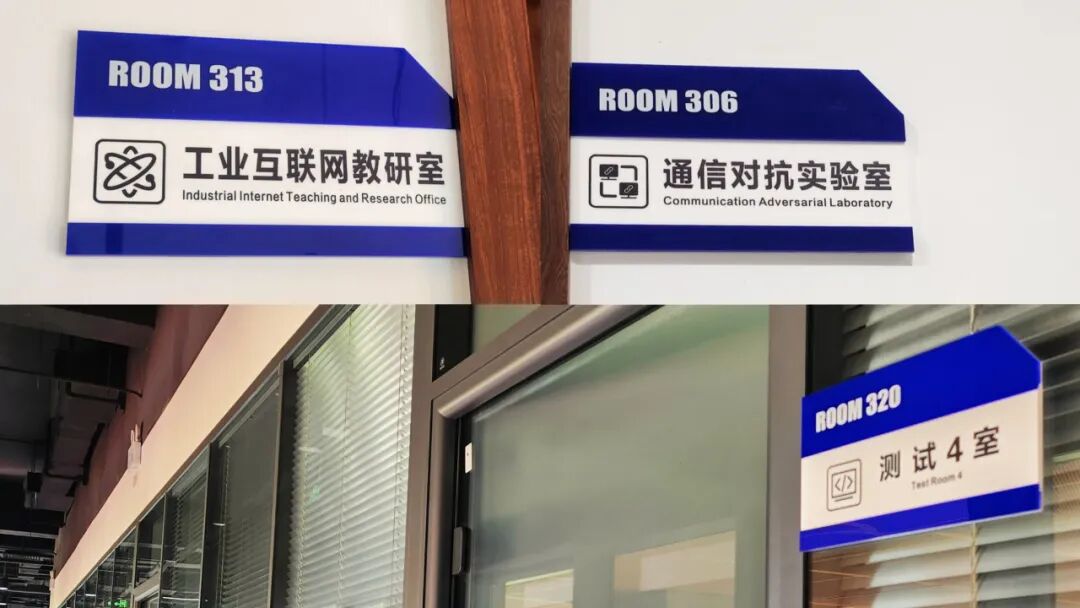 ROOM 313
工业互联网教研室
Industrial Internet Teaching and Research Office
ROOM 306
通信对抗实验室
Communication Adversarial Laboratory
ROOM 320
</>
测试4室
Test Room 4